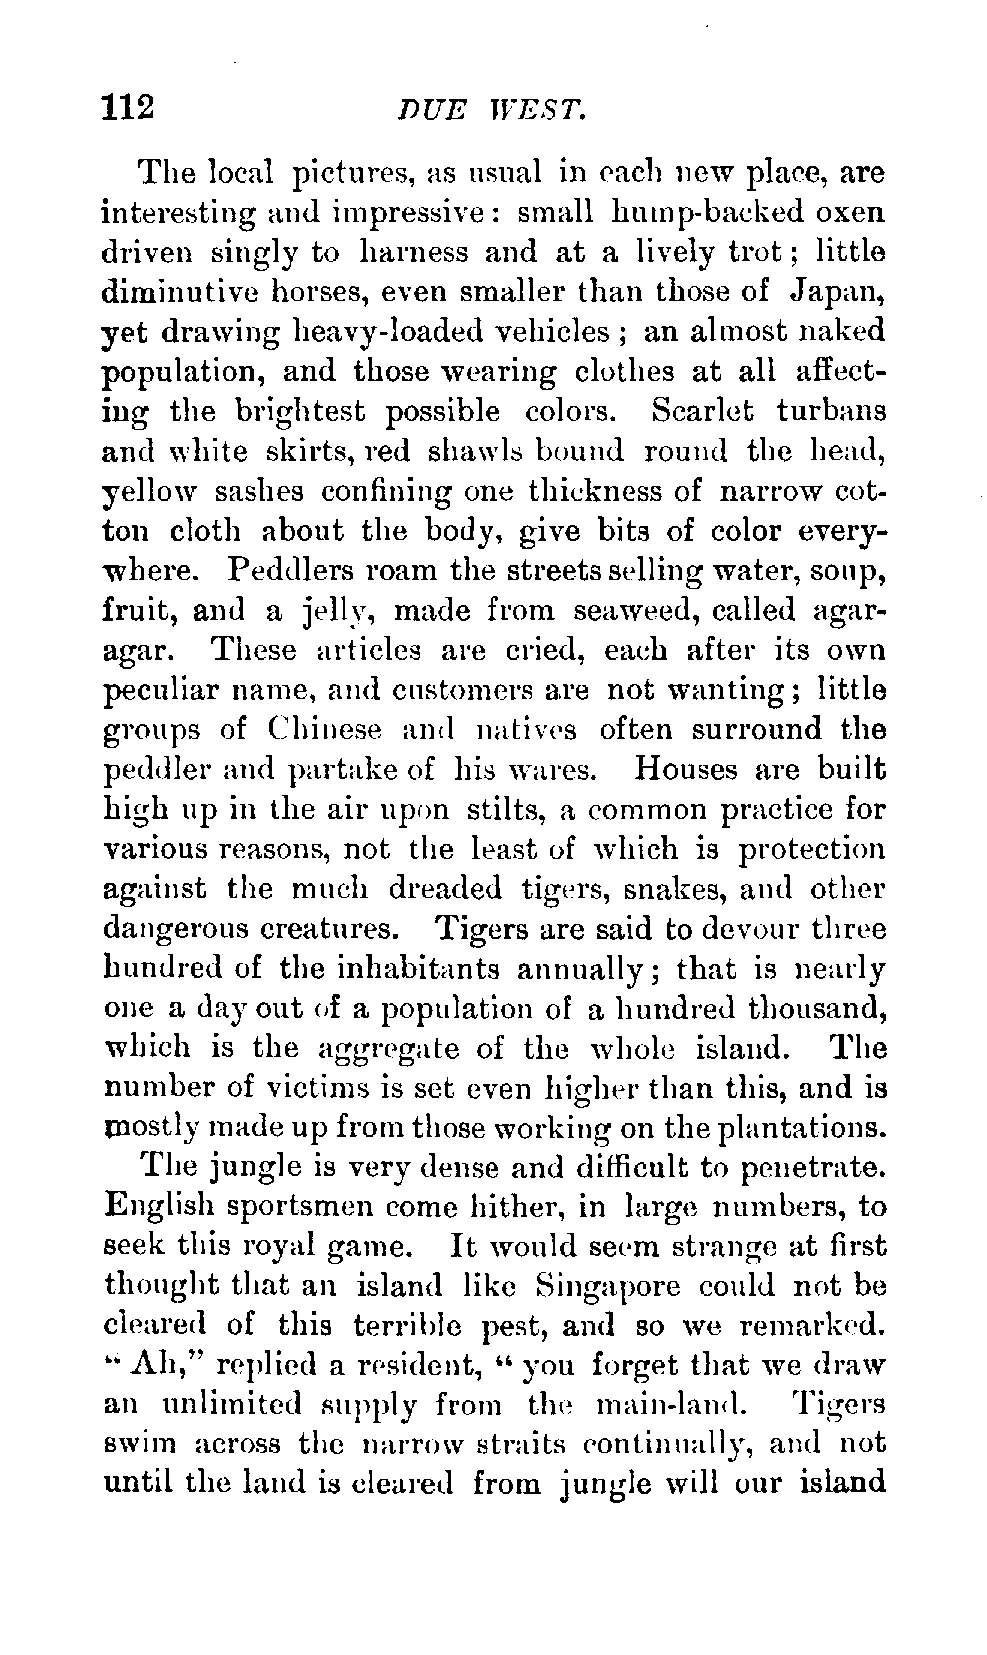 112 DUE WEST.
The local pictures, as usual in each new place, are
interesting and impressive: small hump-backed oxen
driven singly to harness and at a lively trot; little
diminutive horses, even smaller than those of Japan,
yet drawing heavy-loaded vehicles; an almost naked
population, and those wearing clothes at all affect-
ing the brightest possible colors. Scarlet turbans
and white skirts, red shawls bound round the head,
yellow sashes confining one thickness of narrow cot-
ton cloth about the body, give bits of color every-
where. Peddlers roam the streets selling water, soup,
fruit, and a jelly, made from seaweed, called agar-
agar. These articles are cried, each after its own
peculiar name, and customers are not wanting; little
groups of Chinese and natives often surround the
peddler and partake of his wares. Houses are built
high up in the air upon stilts, a common practice for
various reasons, not the least of which is protection
against the much dreaded tigers, snakes, and other
dangerous creatures. Tigers are said to devour three
hundred of the inhabitants annually; that is nearly
one a day out of a population of a hundred thousand,
which is the aggregate of the whole island. The
number of victims is set even higher than this, and is
mostly made up from those working on the plantations.
The jungle is very dense and difficult to penetrate.
English sportsmen come hither, in large numbers, to
seek this royal game. It would seem strange at first
thought that an island like Singapore could not be
cleared of this terrible pest, and so we remarked.
“Ah,” replied a resident, “you forget that we draw
an unlimited supply from the main-land. Tigers
swim across the narrow straits continually, and not
until the land is cleared from jungle will our island